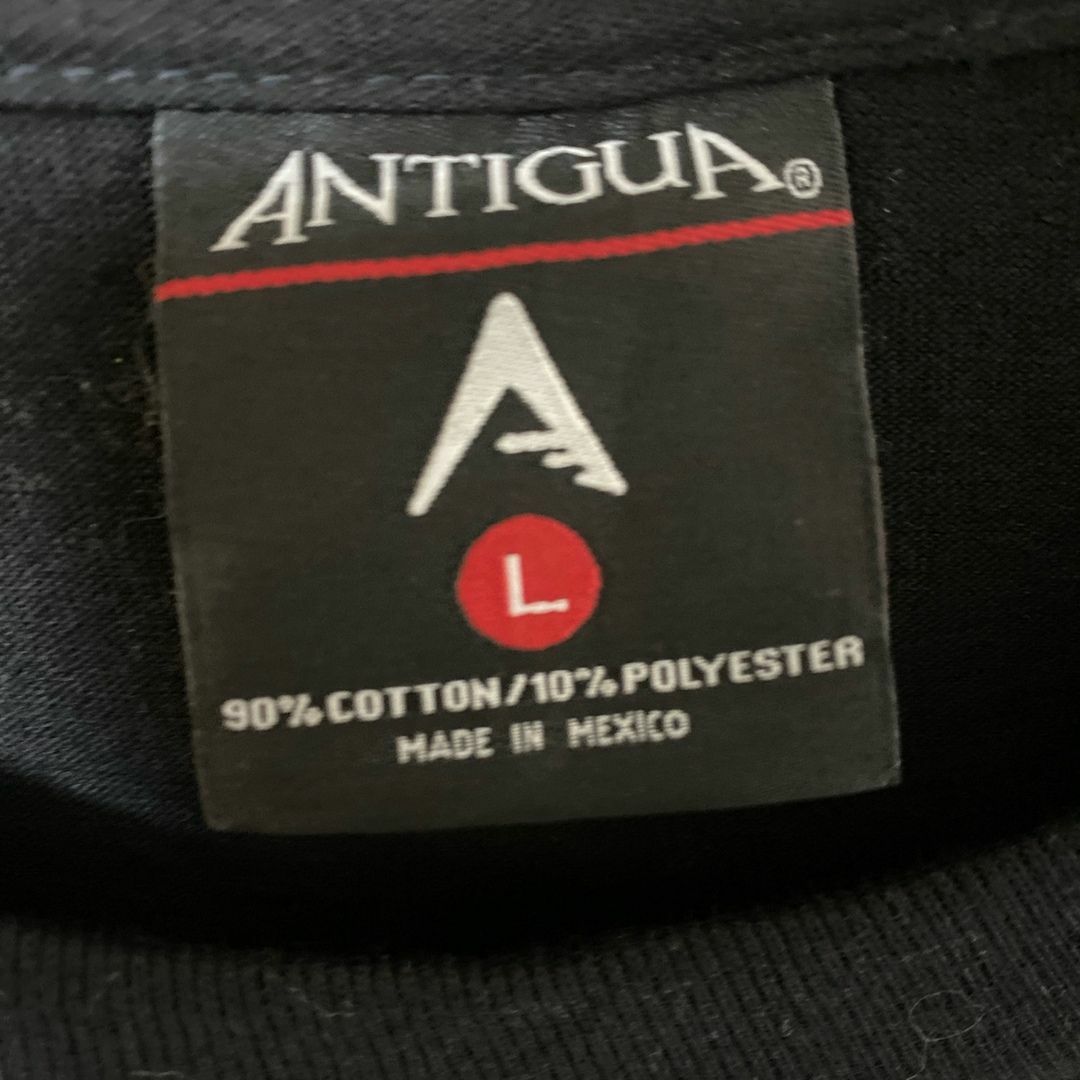 ANTIGUA®
L
90% COTTON/10% POLYESTER
MADE IN MEXICO